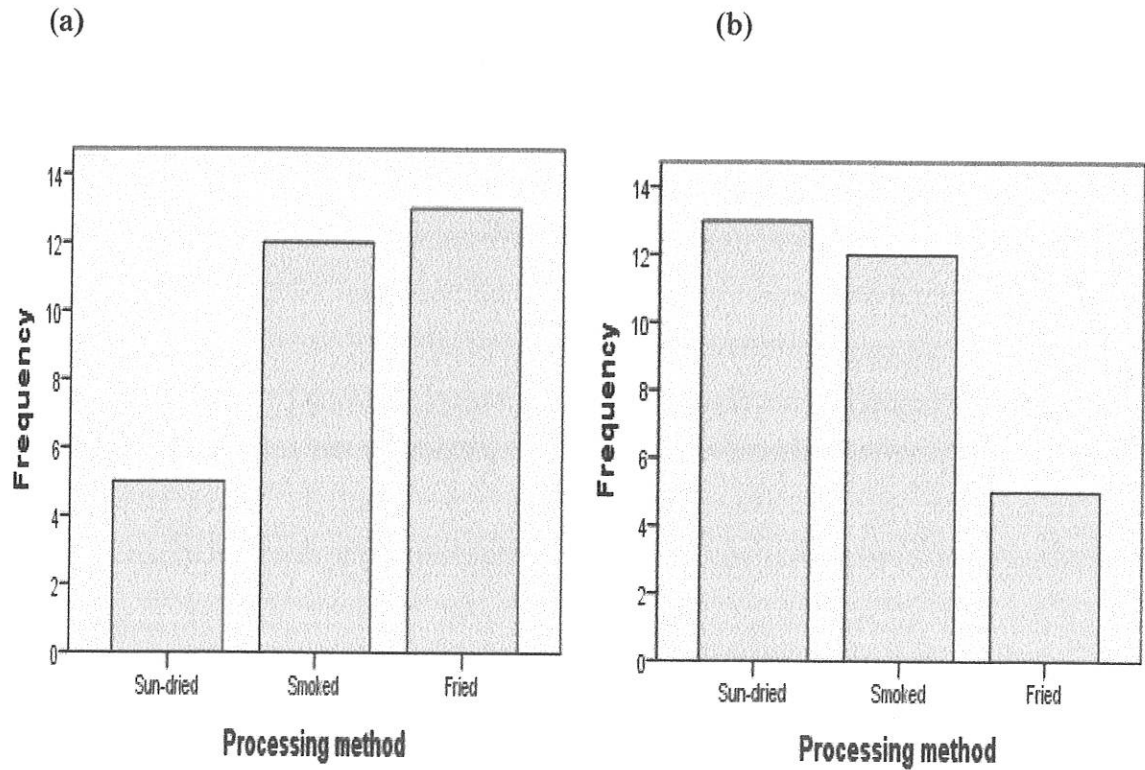 (a)
(b)
14
12
10
8
6
4
2
0
Frequency
Sun-dried Smoked Fried
Processing method
14
12
10
8
6
4
2
0
Frequency
Sun-dried Smoked Fried
Processing method